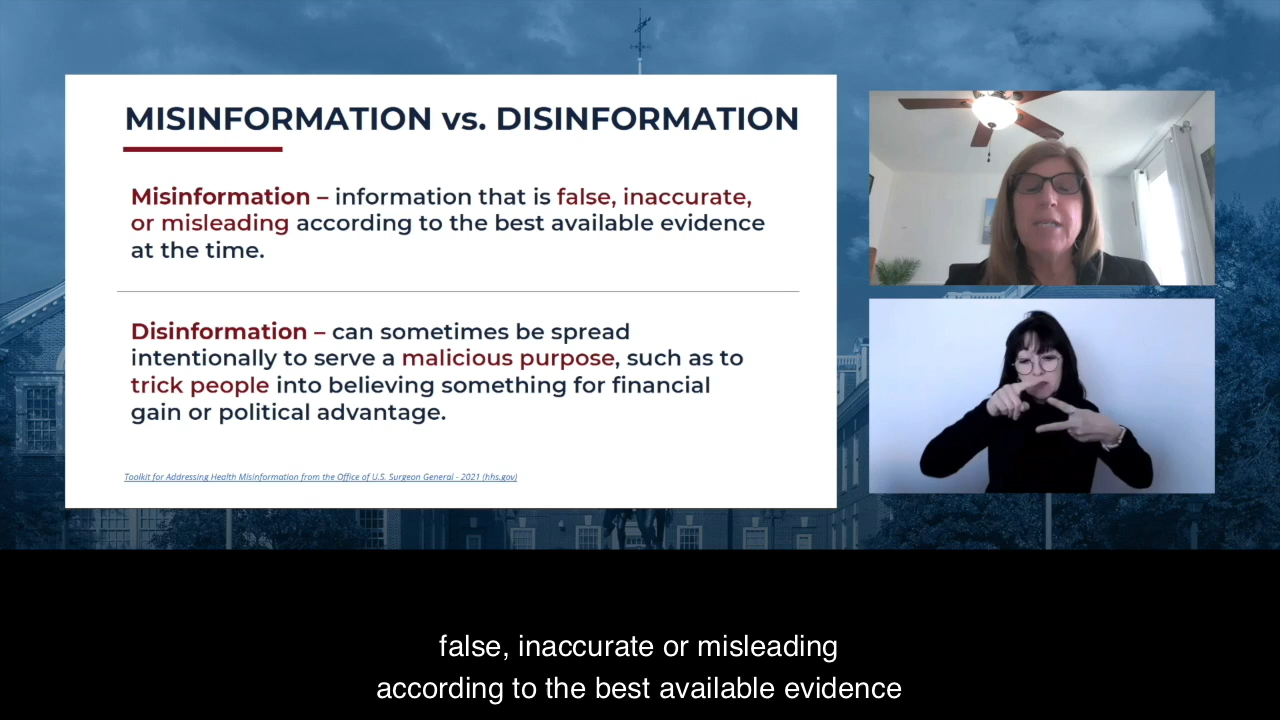 MISINFORMATION vs. DISINFORMATION
Misinformation – information that is false, inaccurate,
or misleading according to the best available evidence
at the time.
Disinformation – can sometimes be spread
intentionally to serve a malicious purpose, such as to
trick people into believing something for financial
gain or political advantage.
Toolkit for Addressing Health Misinformation from the Office of U.S. Surgeon General - 2021 (hhs.gov)
false, inaccurate or misleading
according to the best available evidence